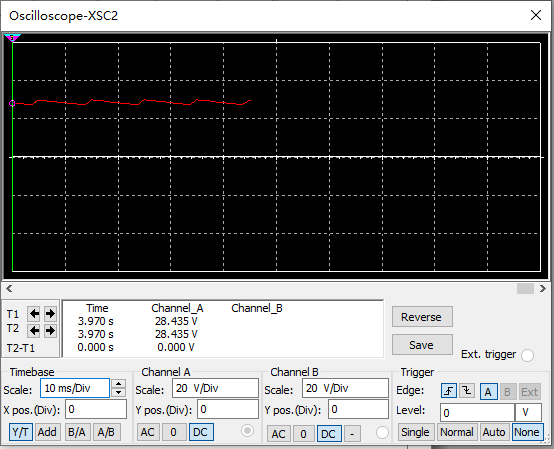 Oscilloscope-XSC2
Time Channel_A Channel_B
T1 3.970 s 28.435 V
T2 3.970 s 28.435 V
T2-T1 0.000 s 0.000 V
Reverse
Save
Ext. trigger
Timebase Channel A Channel B Trigger
Scale: 10 ms/Div Scale: 20 V/Div Scale: 20 V/Div Edge: A B Ext
X pos.(Div): 0 Y pos.(Div): 0 Y pos.(Div): 0 Level: 0 V
Y/T Add B/A A/B AC 0 DC AC 0 DC - Single Normal Auto None